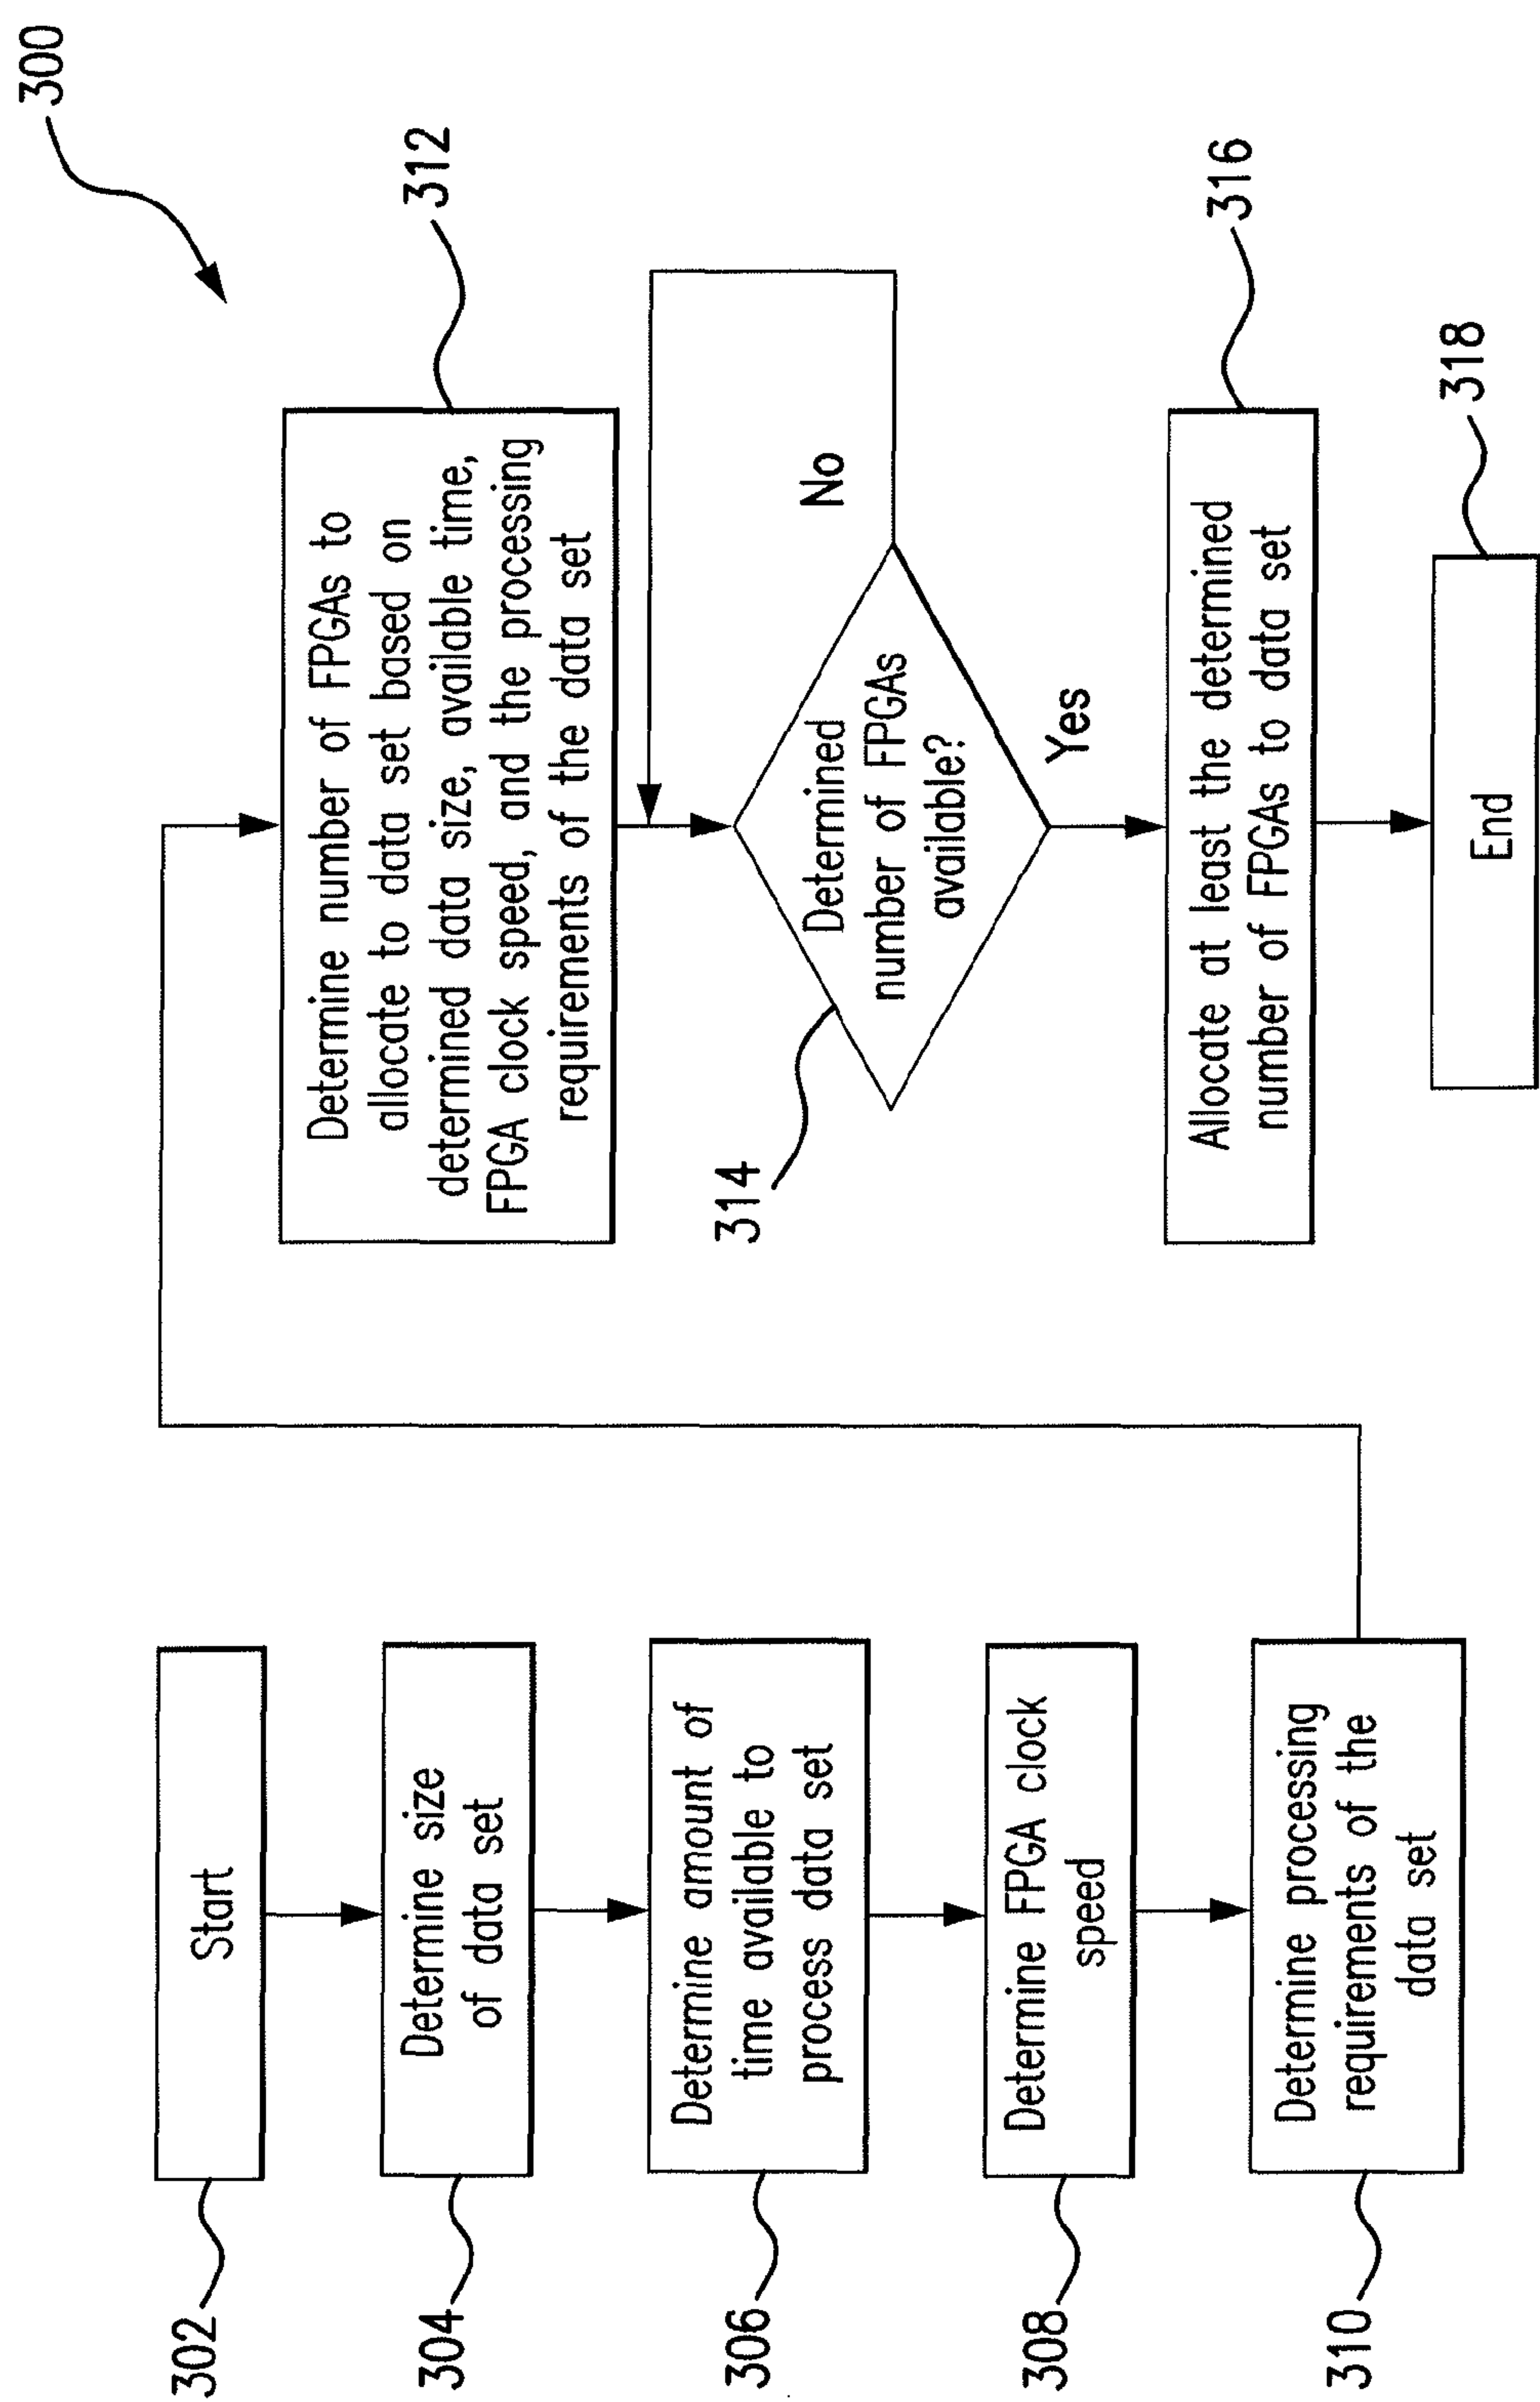 300
302
Start
304
Determine size
of data set
306
Determine amount of
time available to
process data set
308
Determine FPGA clock
speed
310
Determine processing
requirements of the
data set
312
Determine number of FPGAs to
allocate to data set based on
determined data size, available time,
FPGA clock speed, and the processing
requirements of the data set
314
Determined
number of FPGAs
available?
No
Yes
316
Allocate at least the determined
number of FPGAs to data set
318
End